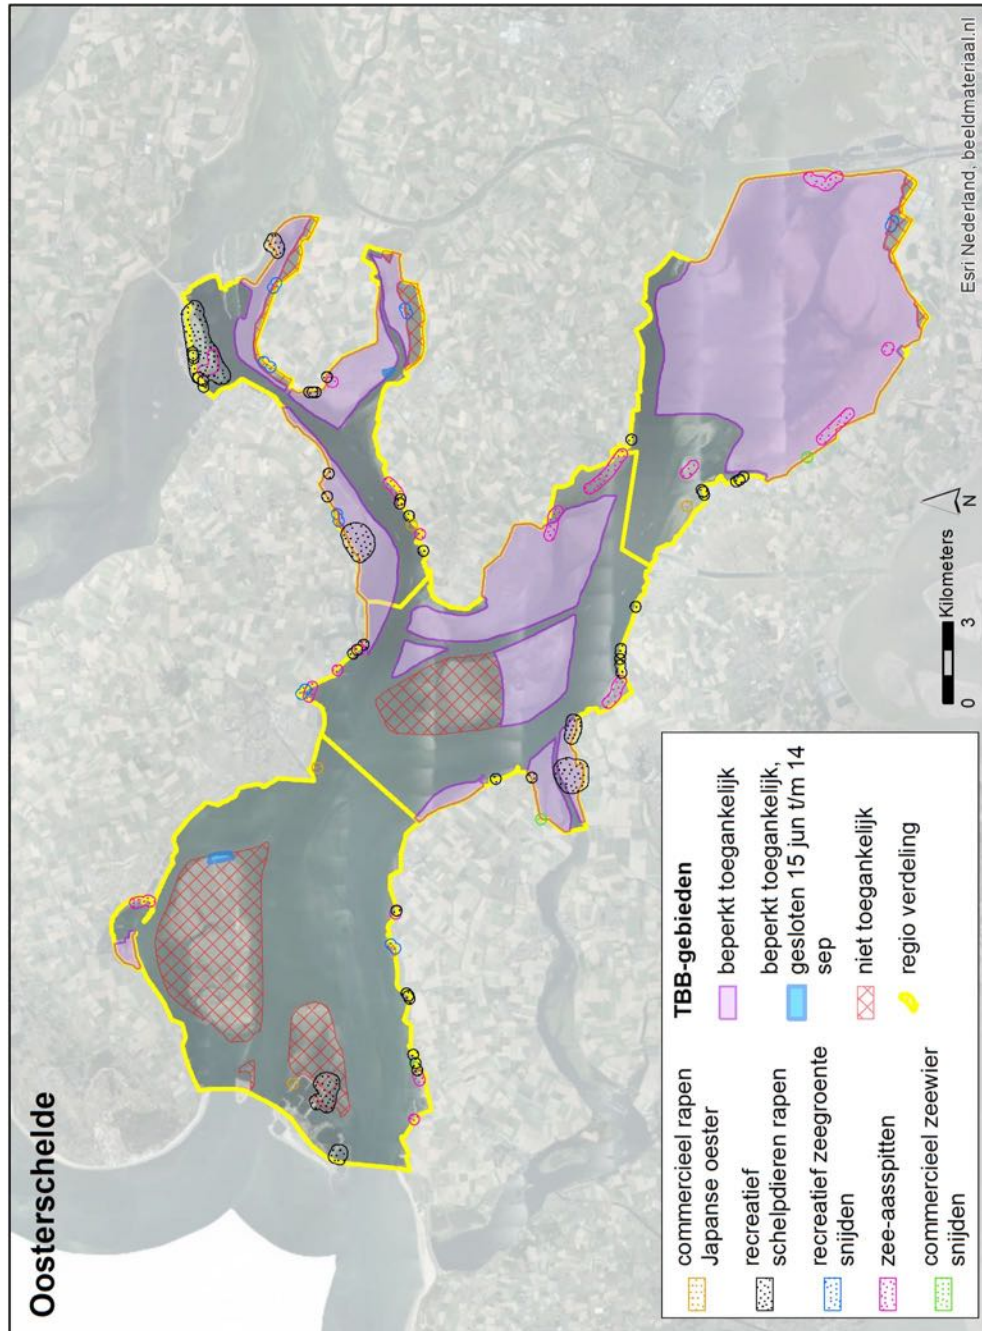 Oosterschelde
commercieel rapen
Japanse oester
recreatief
schelpdieren rapen
recreatief zeegroente
snijden
zee-aasspitten
commercieel zeewier
snijden
TBB-gebieden
beperkt toegankelijk
beperkt toegankelijk,
gesloten 15 jun t/m 14
sep
niet toegankelijk
regio verdeling
0 3
Kilometers
N
Esri Nederland, beeldmateriaal.nl